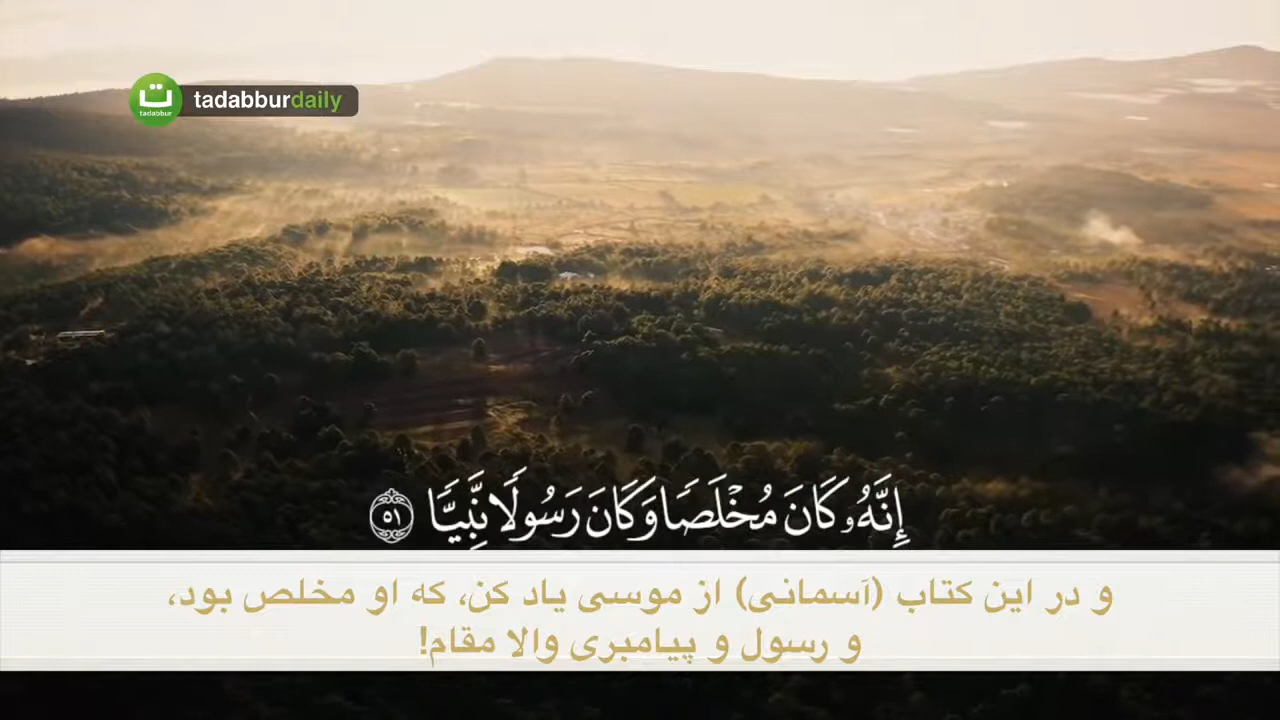 ت
tadabbur
tadabburdaily
إِنَّهُۥ كَانَ مُخْلَصٗا وَكَانَ رَسُولٗا نَّبِيّٗا ٥١
و در این کتاب (آسمانی) از موسی یاد کن، که او مخلص بود،
و رسول و پیامبری والا مقام!